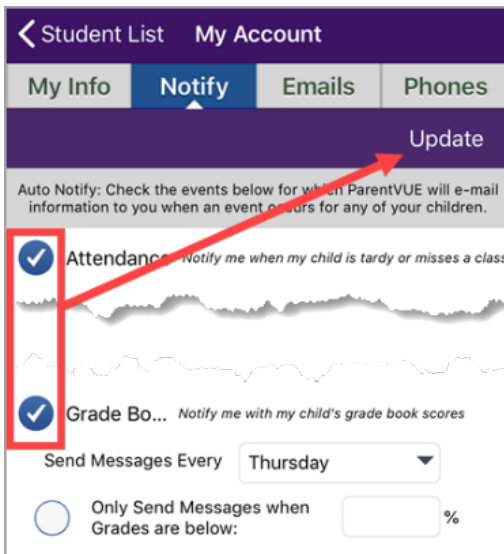 Student List My Account
My Info Notify Emails Phones
Update
Auto Notify: Check the events below for which ParentVUE will e-mail
information to you when an event occurs for any of your children.
Attendance Notify me when my child is tardy or misses a class
Grade Bo... Notify me with my child's grade book scores
Send Messages Every Thursday
Only Send Messages when
Grades are below: %